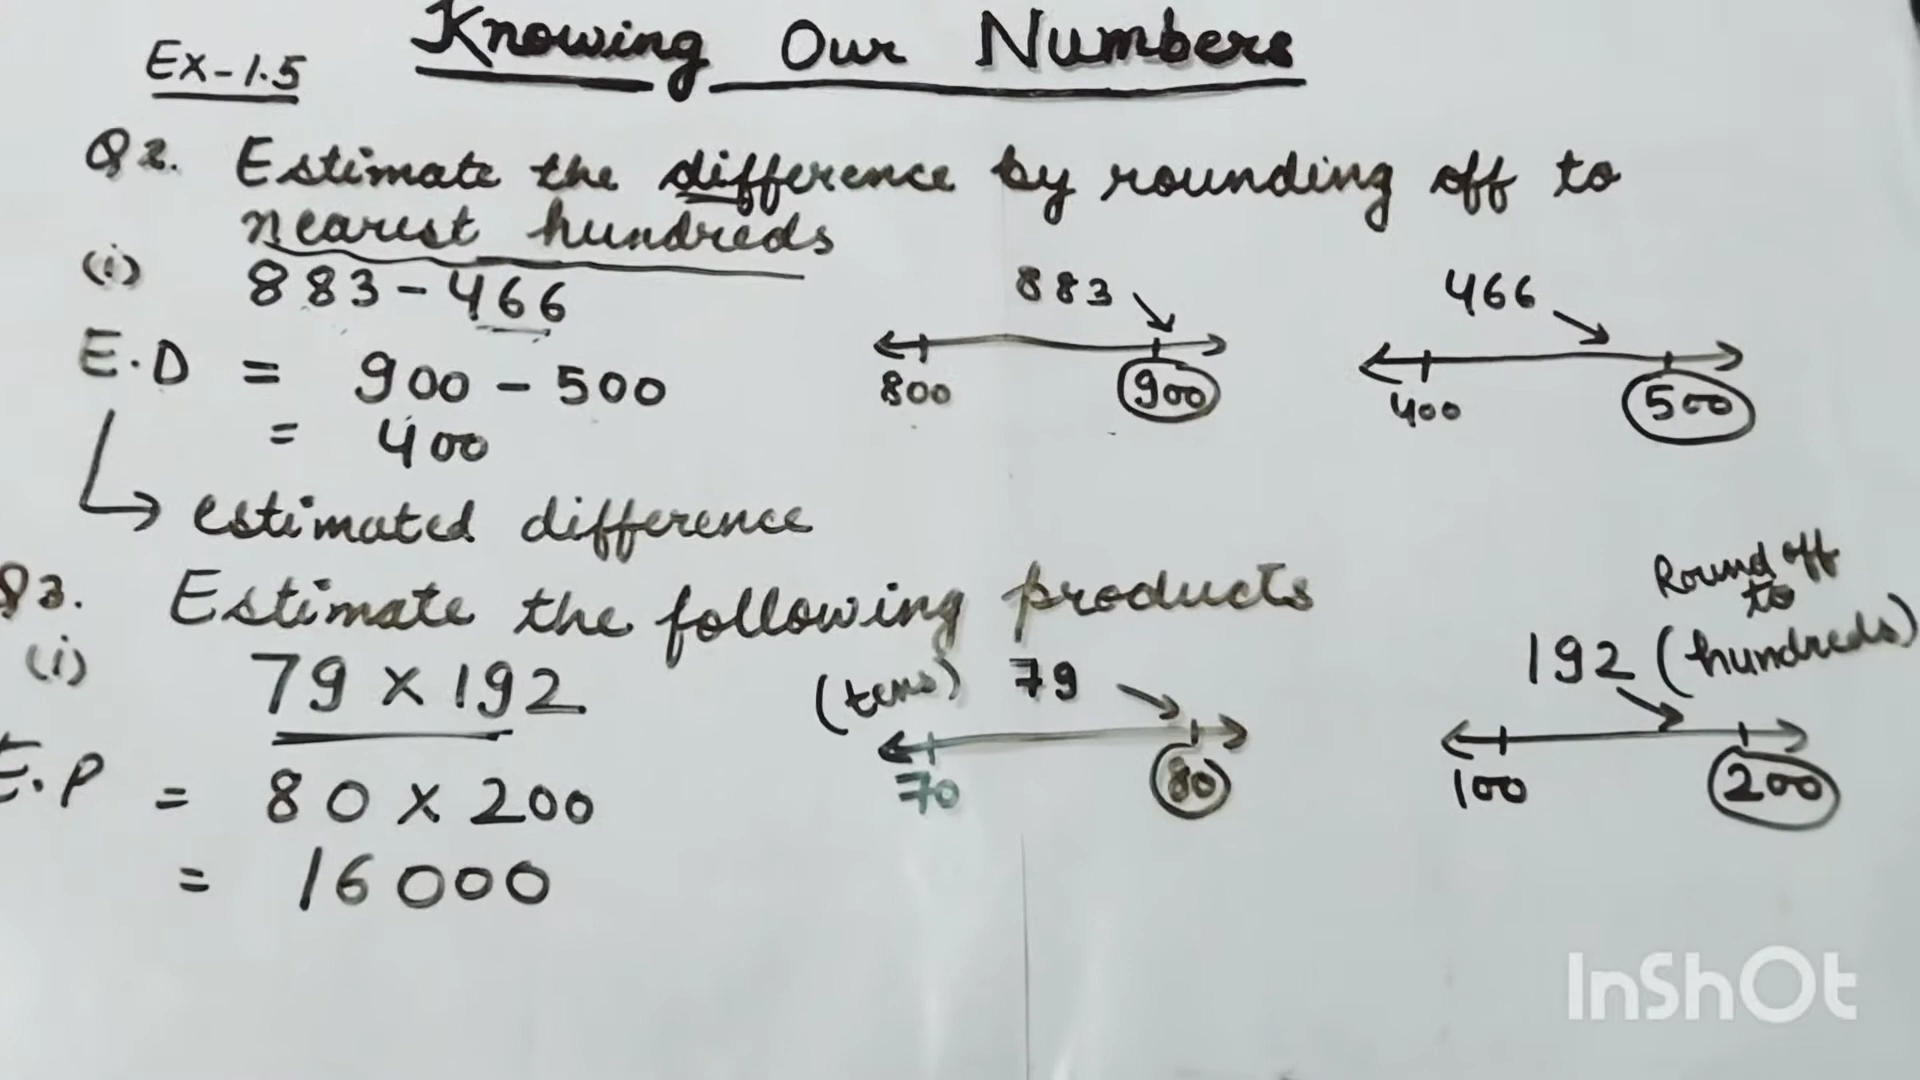 Ex-1.5
Knowing Our Numbers
Q2. Estimate the difference by rounding off to
nearest hundreds
(i) 883-466
E.D = 900 - 500
= 400
estimated difference
883
800 900
466
400 500
Q3. Estimate the following products
(i) 79 × 192
E.P = 80 × 200
= 16000
(tens) 79
70 80
Round off
to
192 (hundreds)
100 200
InShOt